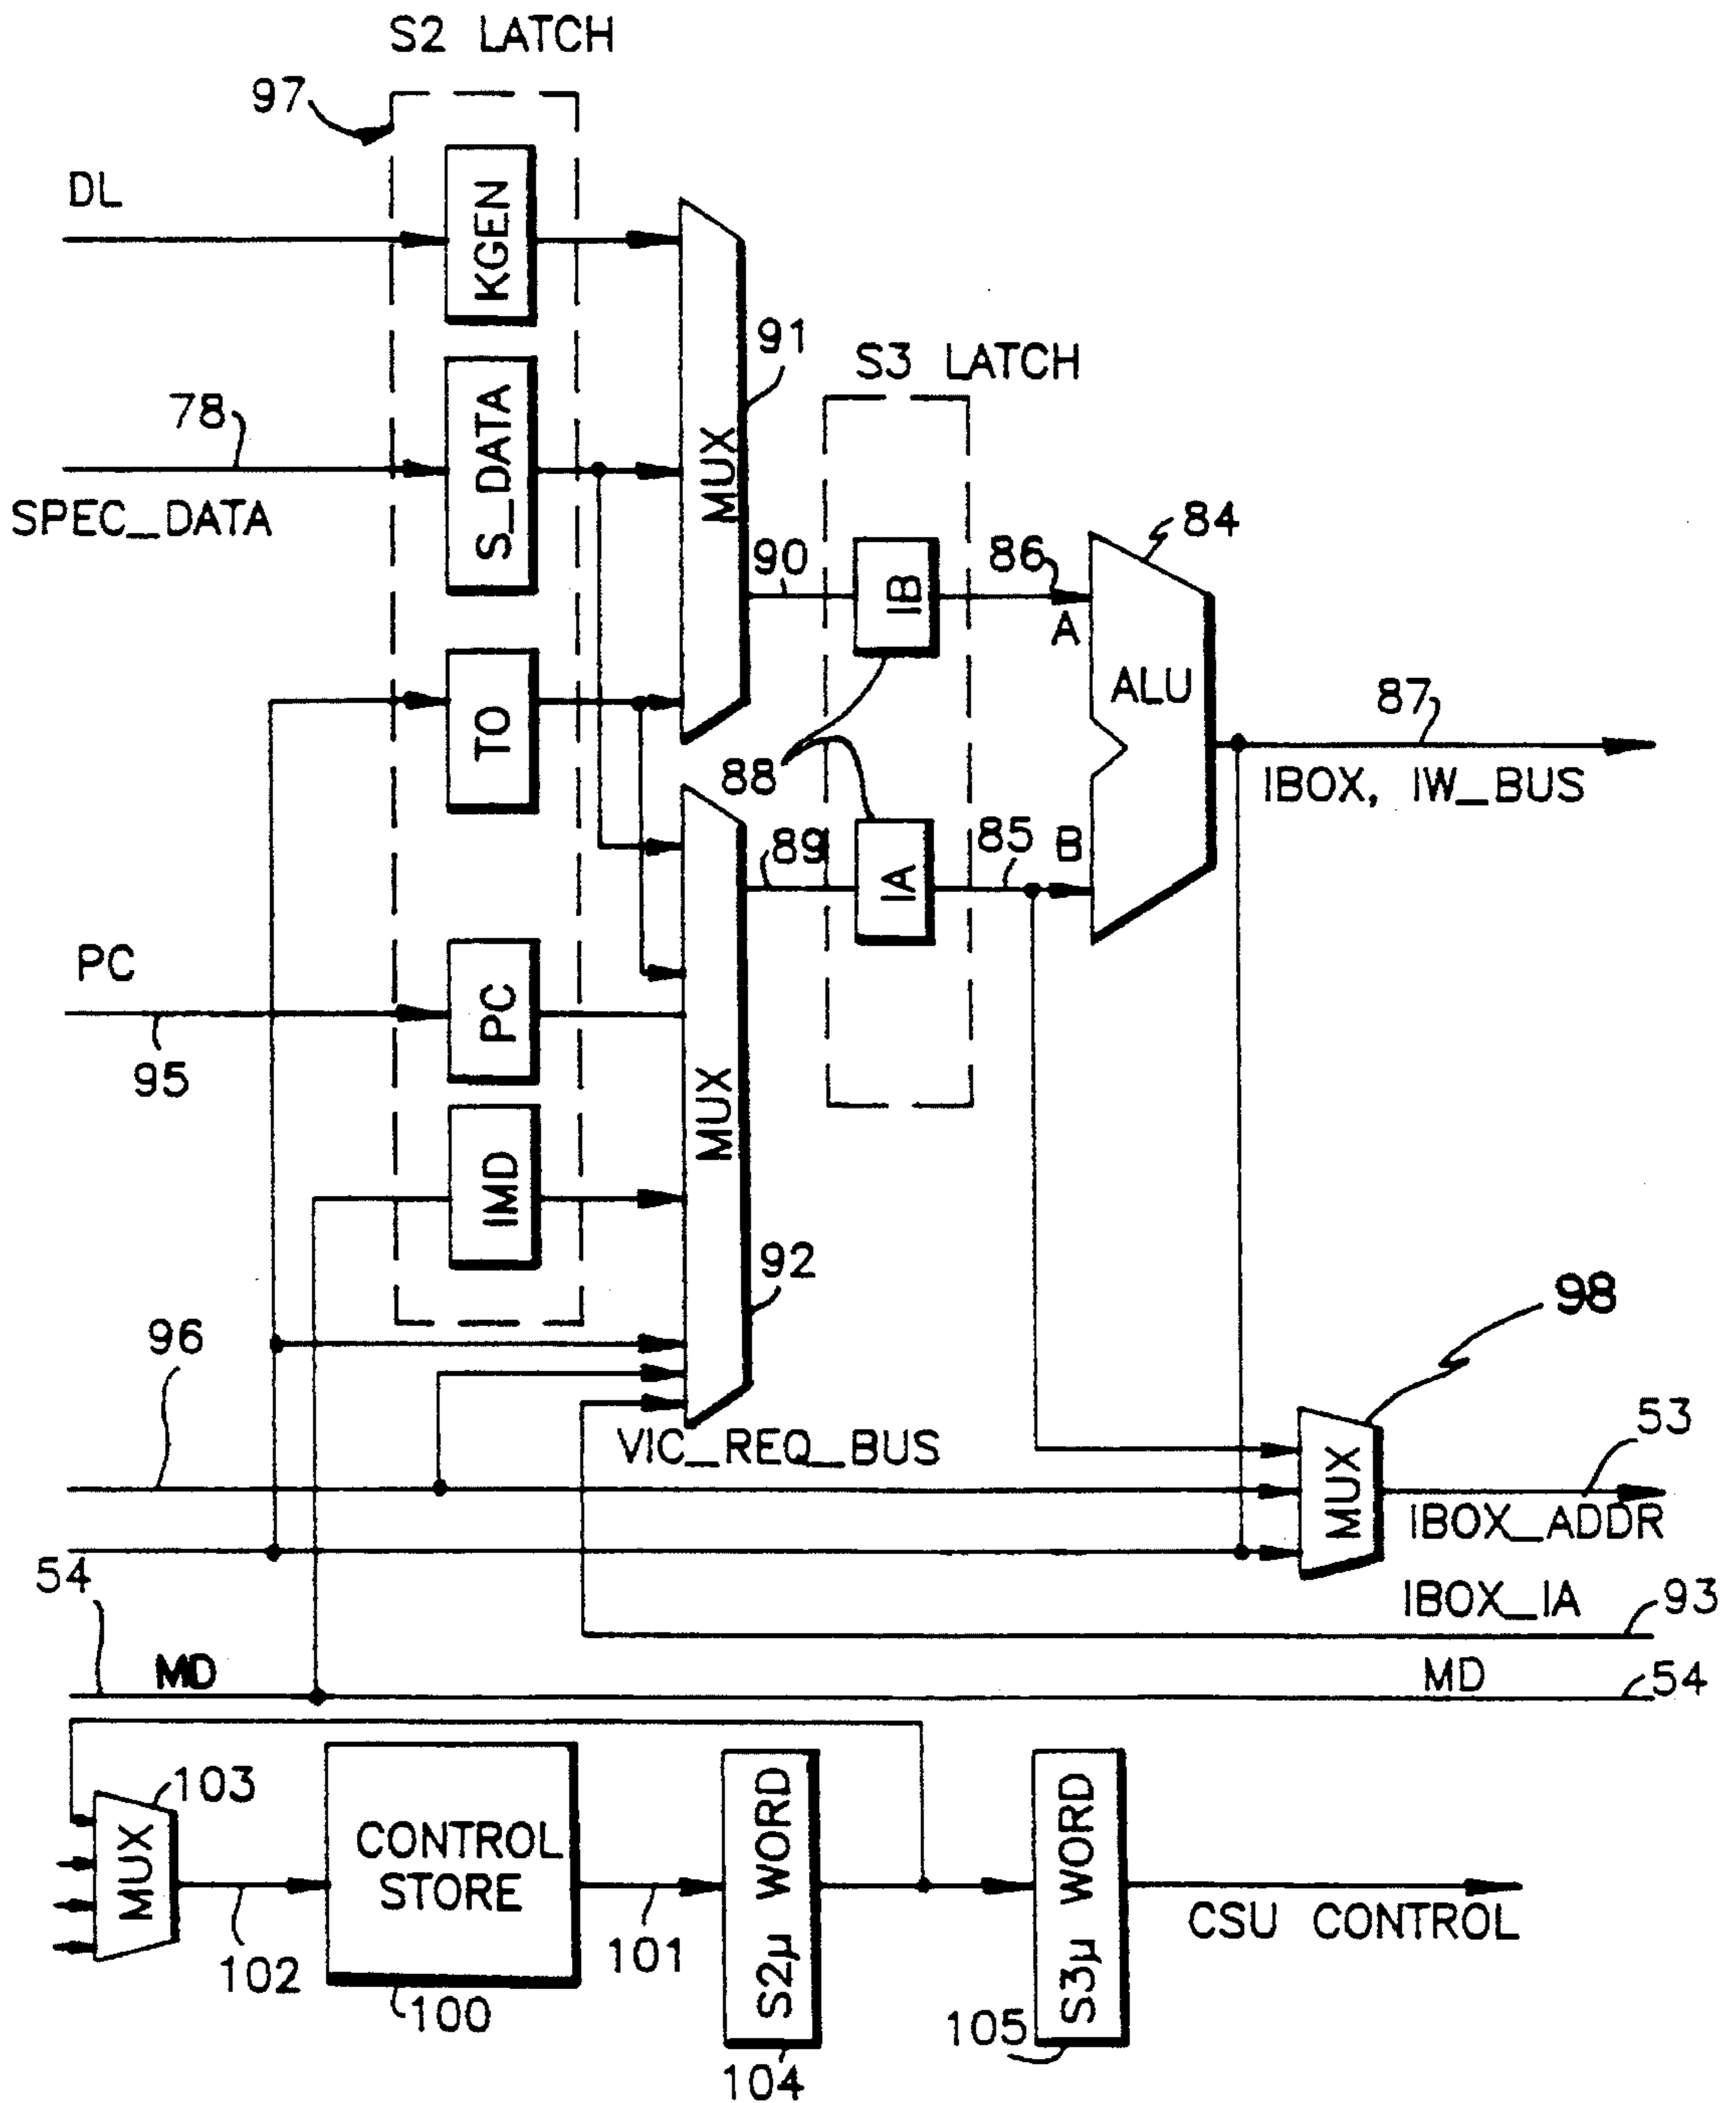 S2 LATCH
97
DL
KGEN
91
S3 LATCH
78
S_DATA
MUX
SPEC_DATA
84
90
86
IB
A
TO
ALU
87
88
IBOX, IW_BUS
89
85
B
IA
PC
PC
95
MUX
IMD
92
98
96
VIC_REQ_BUS
53
MUX
IBOX_ADDR
54
IBOX_IA
93
MD
MD
54
103
MUX
CONTROL
STORE
S2μ WORD
S3μ WORD
CSU CONTROL
102
101
100
105
104